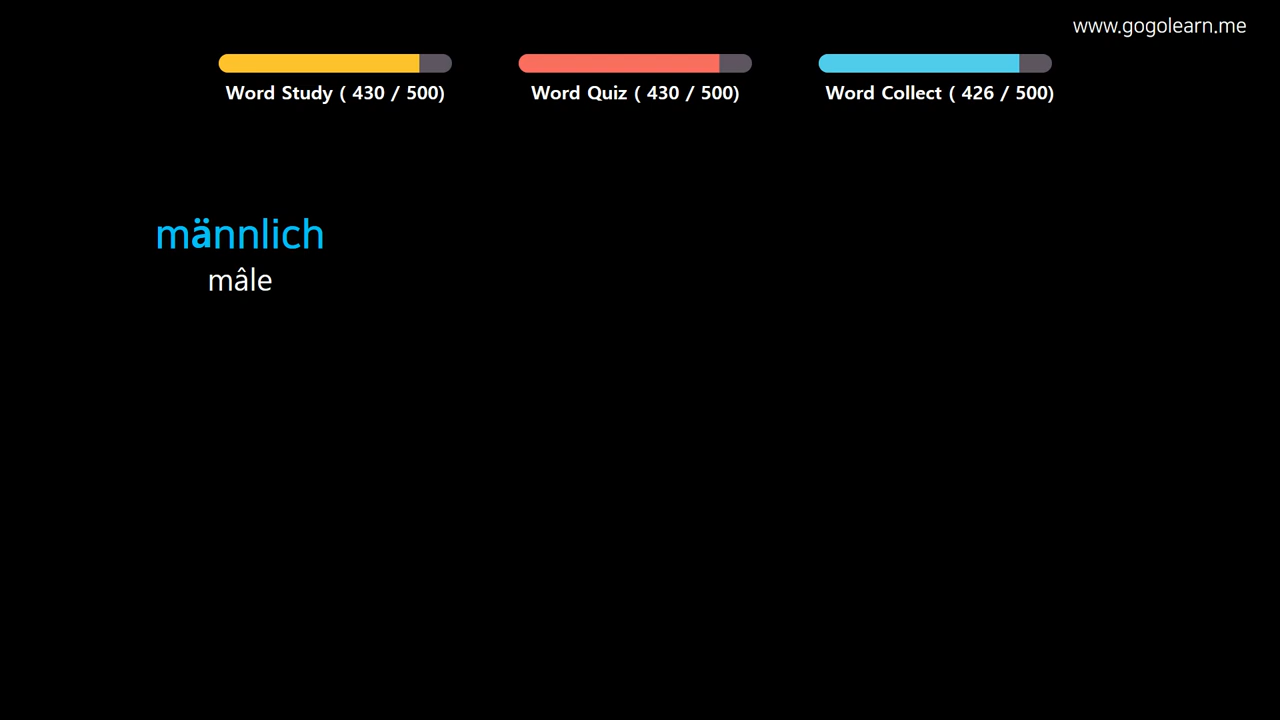 www.gogolearn.me
Word Study ( 430 / 500)
Word Quiz ( 430 / 500)
Word Collect ( 426 / 500)
männlich
mâle